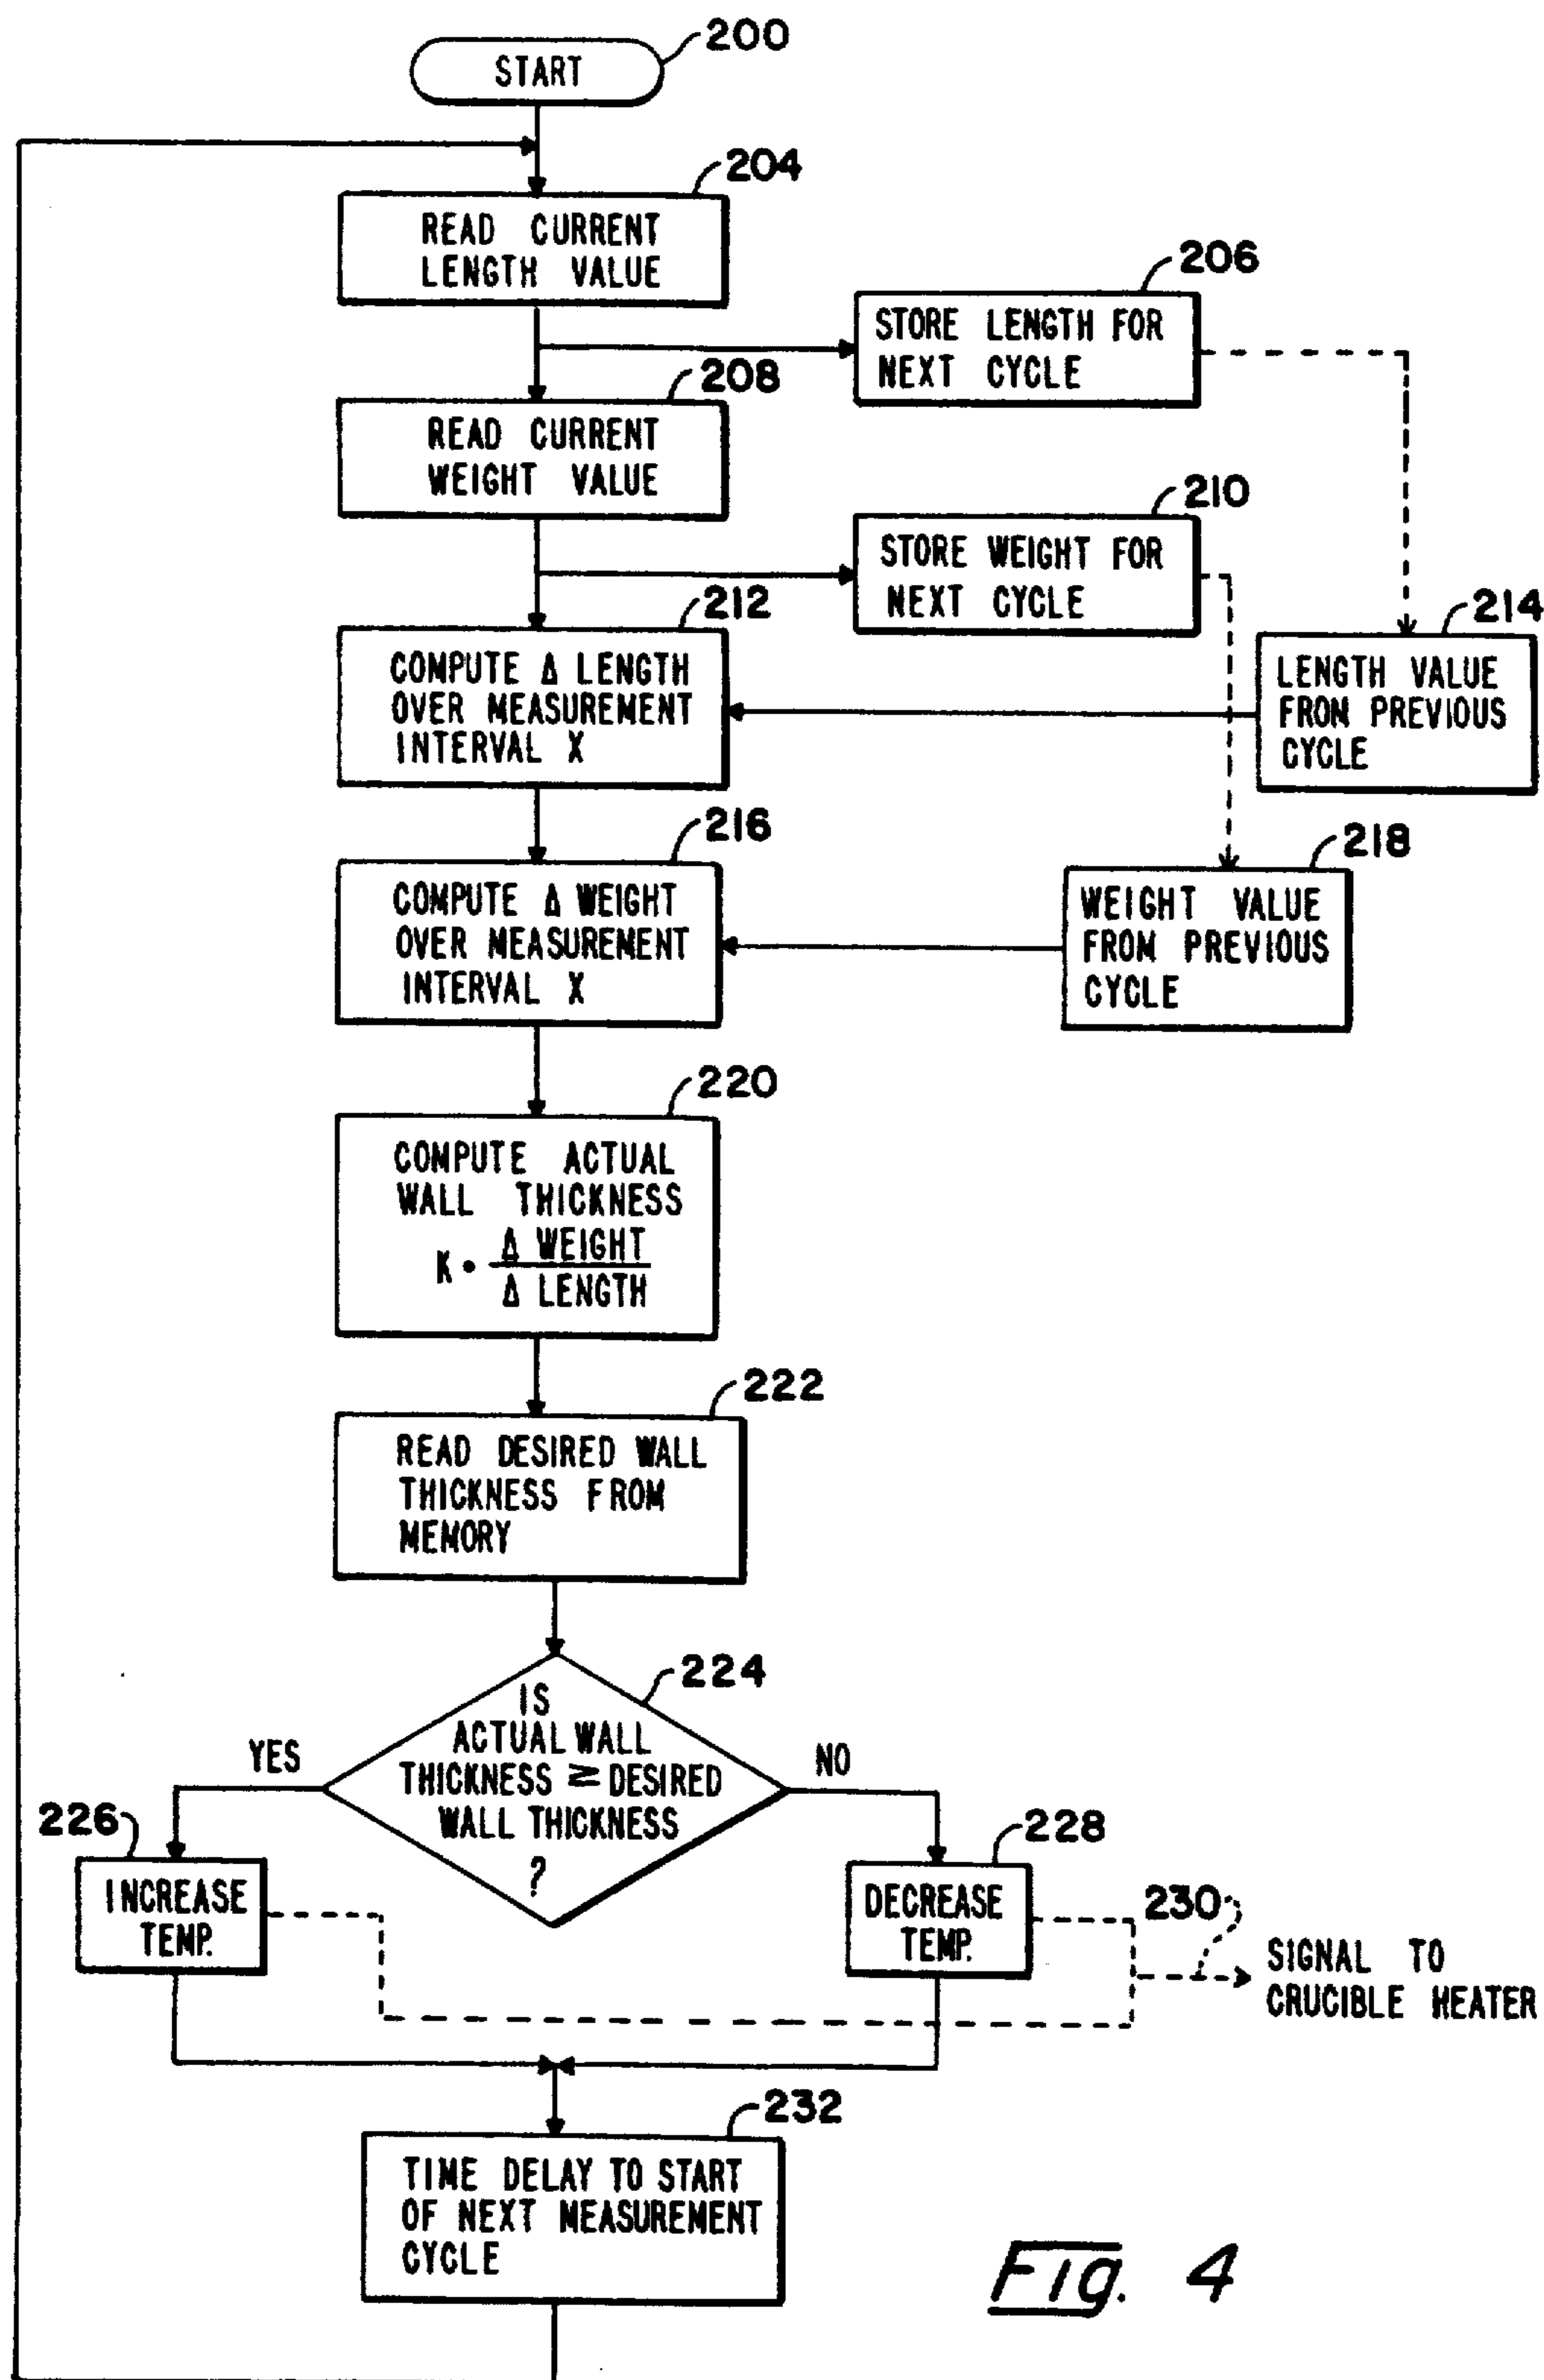 200
START
204
READ CURRENT
LENGTH VALUE
206
STORE LENGTH FOR
NEXT CYCLE
208
READ CURRENT
WEIGHT VALUE
210
STORE WEIGHT FOR
NEXT CYCLE
212
COMPUTE Δ LENGTH
OVER MEASUREMENT
INTERVAL X
214
LENGTH VALUE
FROM PREVIOUS
CYCLE
216
COMPUTE Δ WEIGHT
OVER MEASUREMENT
INTERVAL X
218
WEIGHT VALUE
FROM PREVIOUS
CYCLE
220
COMPUTE ACTUAL
WALL THICKNESS
K • Δ WEIGHT
Δ LENGTH
222
READ DESIRED WALL
THICKNESS FROM
MEMORY
224
IS
ACTUAL WALL
THICKNESS ≥ DESIRED
WALL THICKNESS
?
YES
NO
226
INCREASE
TEMP.
228
DECREASE
TEMP.
230
SIGNAL TO
CRUCIBLE HEATER
232
TIME DELAY TO START
OF NEXT MEASUREMENT
CYCLE
Fig. 4